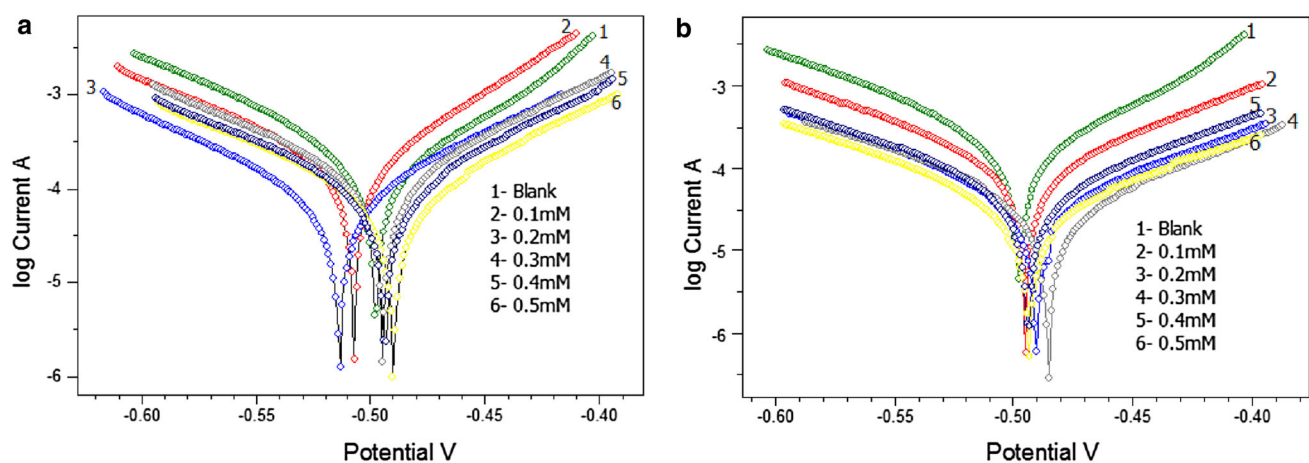 a
2
1
3
4
5
6
-3
-4
-5
-6
log Current A
1- Blank
2- 0.1mM
3- 0.2mM
4- 0.3mM
5- 0.4mM
6- 0.5mM
-0.60
-0.55
-0.50
-0.45
-0.40
Potential V
b
1
2
5
3
4
6
-3
-4
-5
-6
log Current A
1- Blank
2- 0.1mM
3- 0.2mM
4- 0.3mM
5- 0.4mM
6- 0.5mM
-0.60
-0.55
-0.50
-0.45
-0.40
Potential V